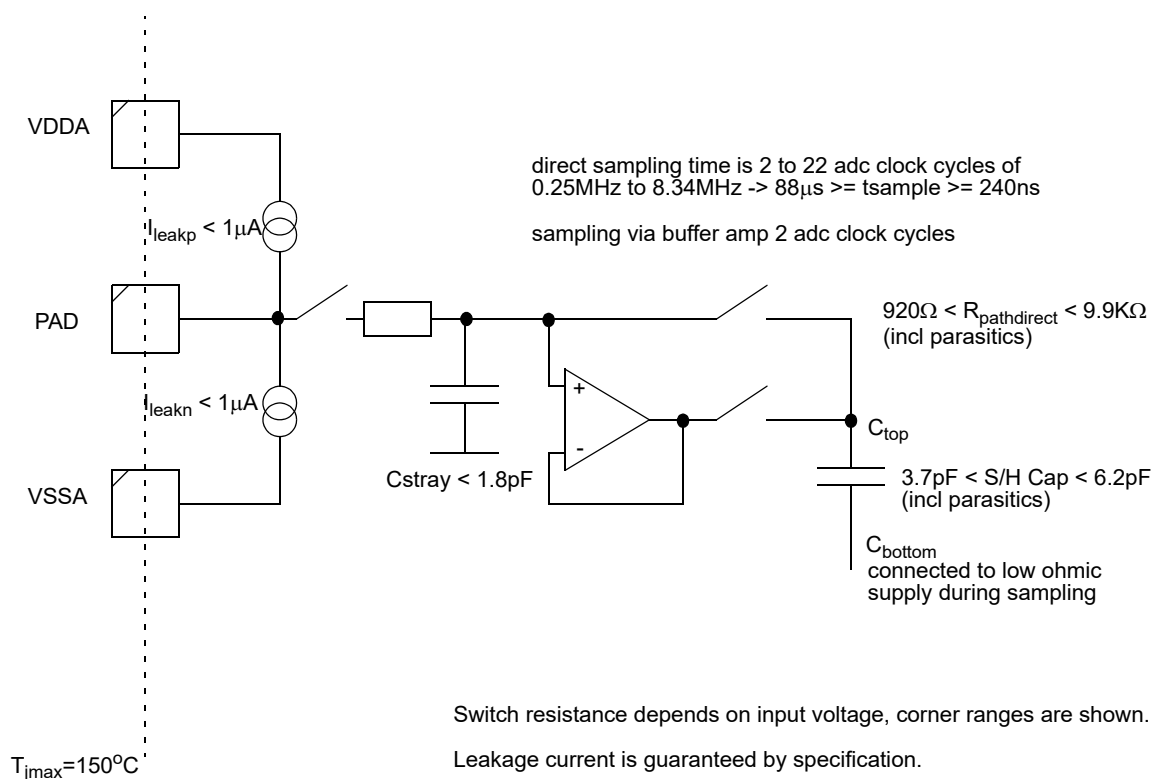 VDDA
direct sampling time is 2 to 22 adc clock cycles of
0.25MHz to 8.34MHz -> 88μs >= tsample >= 240ns
Ileakp < 1μA
sampling via buffer amp 2 adc clock cycles
PAD
920Ω < Rpathdirect < 9.9KΩ
(incl parasitics)
+
Ileakn < 1μA
-
Ctop
Cstray < 1.8pF
3.7pF < S/H Cap < 6.2pF
(incl parasitics)
VSSA
Cbottom
connected to low ohmic
supply during sampling
Switch resistance depends on input voltage, corner ranges are shown.
Leakage current is guaranteed by specification.
Tjmax=150°C